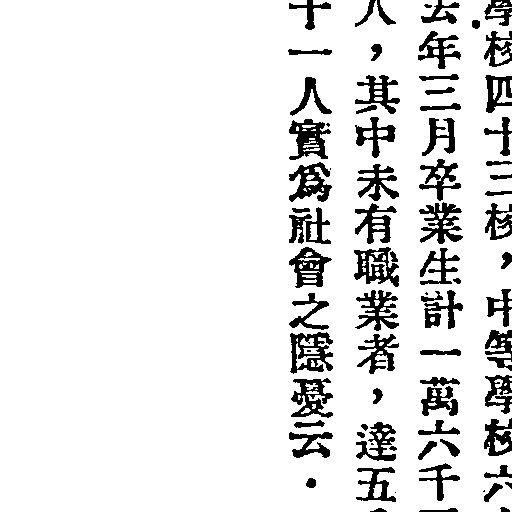 學校四十三校，中等學校六
去年三月卒業生計一萬六千
人，其中未有職業者，達五
十一人實爲社會之隱憂云．